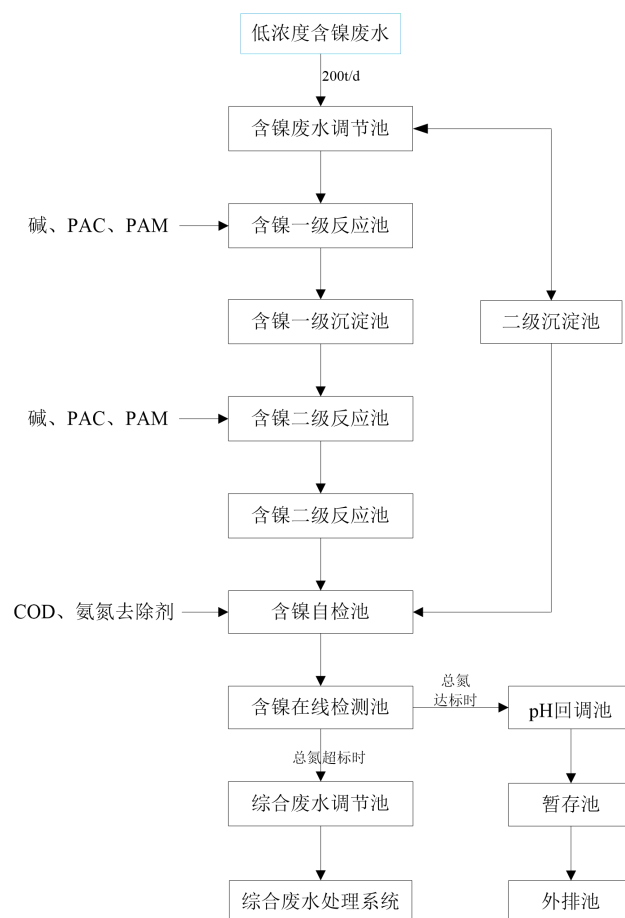 低浓度含镍废水
200t/d
含镍废水调节池
碱、PAC、PAM
含镍一级反应池
含镍一级沉淀池
二级沉淀池
碱、PAC、PAM
含镍二级反应池
含镍二级反应池
COD、氨氮去除剂
含镍自检池
含镍在线检测池
总氮
达标时
pH回调池
总氮超标时
综合废水调节池
暂存池
综合废水处理系统
外排池